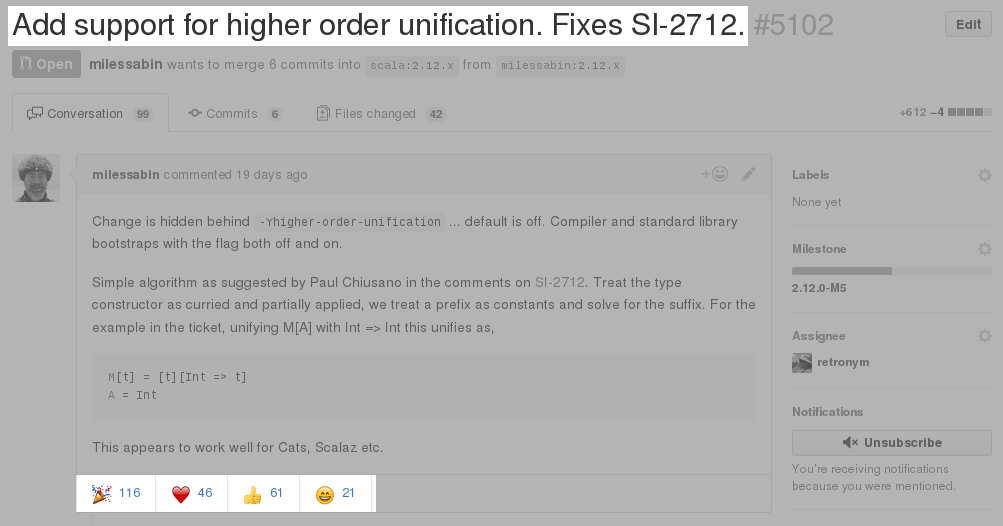 Add support for higher order unification. Fixes SI-2712. #5102
Edit
Open milessabin wants to merge 6 commits into scala:2.12.x from milessabin:2.12.x
Conversation 99 Commits 6 Files changed 42 +612 −4
milessabin commented 19 days ago
Change is hidden behind -Yhigher-order-unification ... default is off. Compiler and standard library
bootstraps with the flag both off and on.
Simple algorithm as suggested by Paul Chiusano in the comments on SI-2712. Treat the type
constructor as curried and partially applied, we treat a prefix as constants and solve for the suffix. For the
example in the ticket, unifying M[A] with Int => Int this unifies as,
M[t] = [t][Int => t]
A = Int
This appears to work well for Cats, Scalaz etc.
116 46 61 21
Labels
None yet
Milestone
2.12.0-M5
Assignee
retronym
Notifications
Unsubscribe
You're receiving notifications
because you were mentioned.